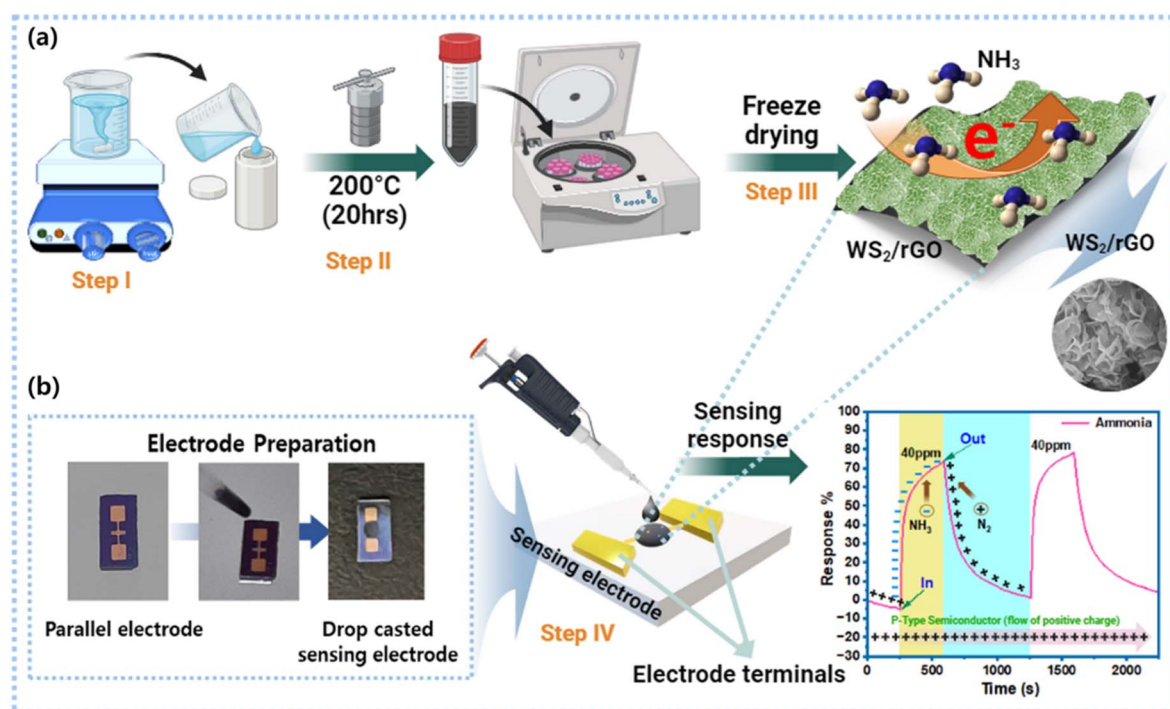 (a)
Step I
200°C
(20hrs)
Step II
Freeze
drying
Step III
NH₃
e⁻
WS₂/rGO
WS₂/rGO
(b)
Electrode Preparation
Parallel electrode
Drop casted
sensing electrode
Sensing electrode
Step IV
Sensing
response
Electrode terminals
Response %
100
90
80
70
60
50
40
30
20
10
0
−10
−20
−30
Ammonia
40ppm
Out
40ppm
NH₃
N₂
In
P-Type Semiconductor (flow of positive charge)
0
500
1000
1500
2000
Time (s)